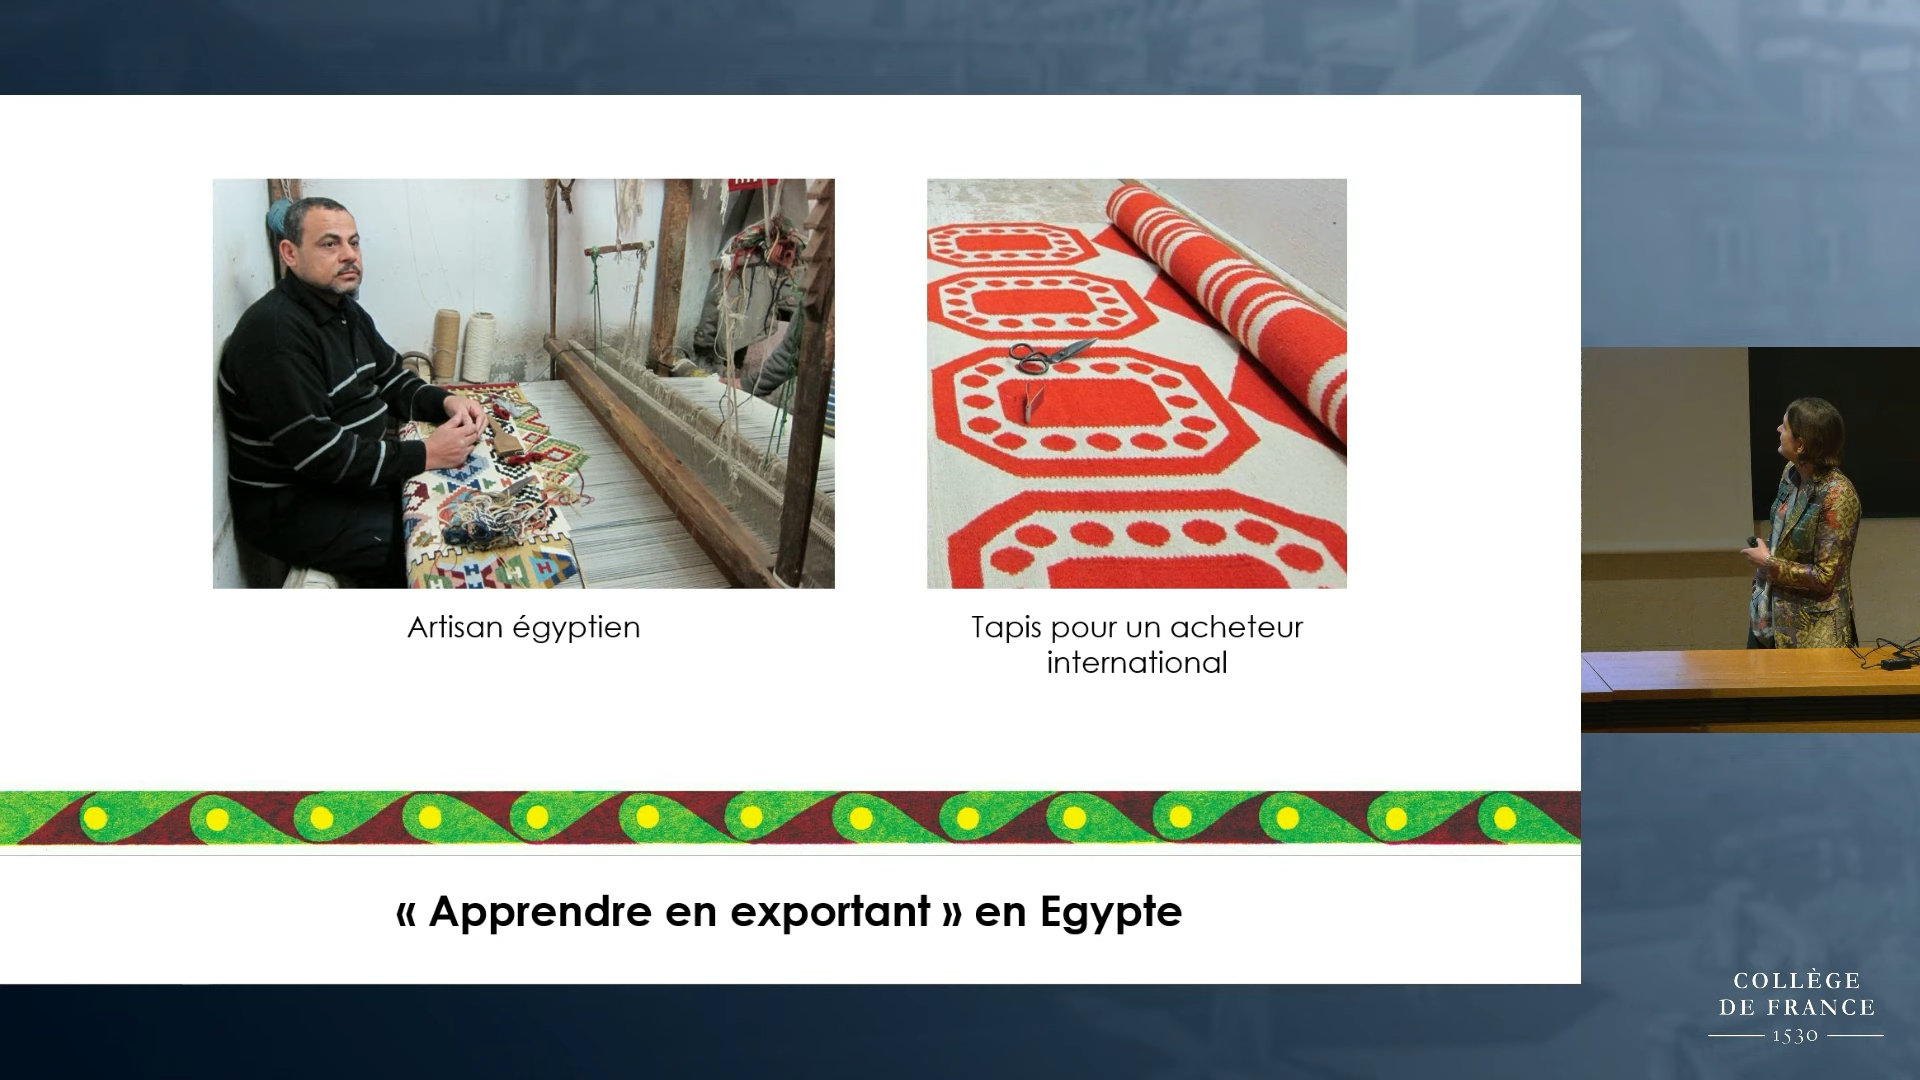 Artisan égyptien
Tapis pour un acheteur
international
« Apprendre en exportant » en Egypte
COLLÈGE
DE FRANCE
1530